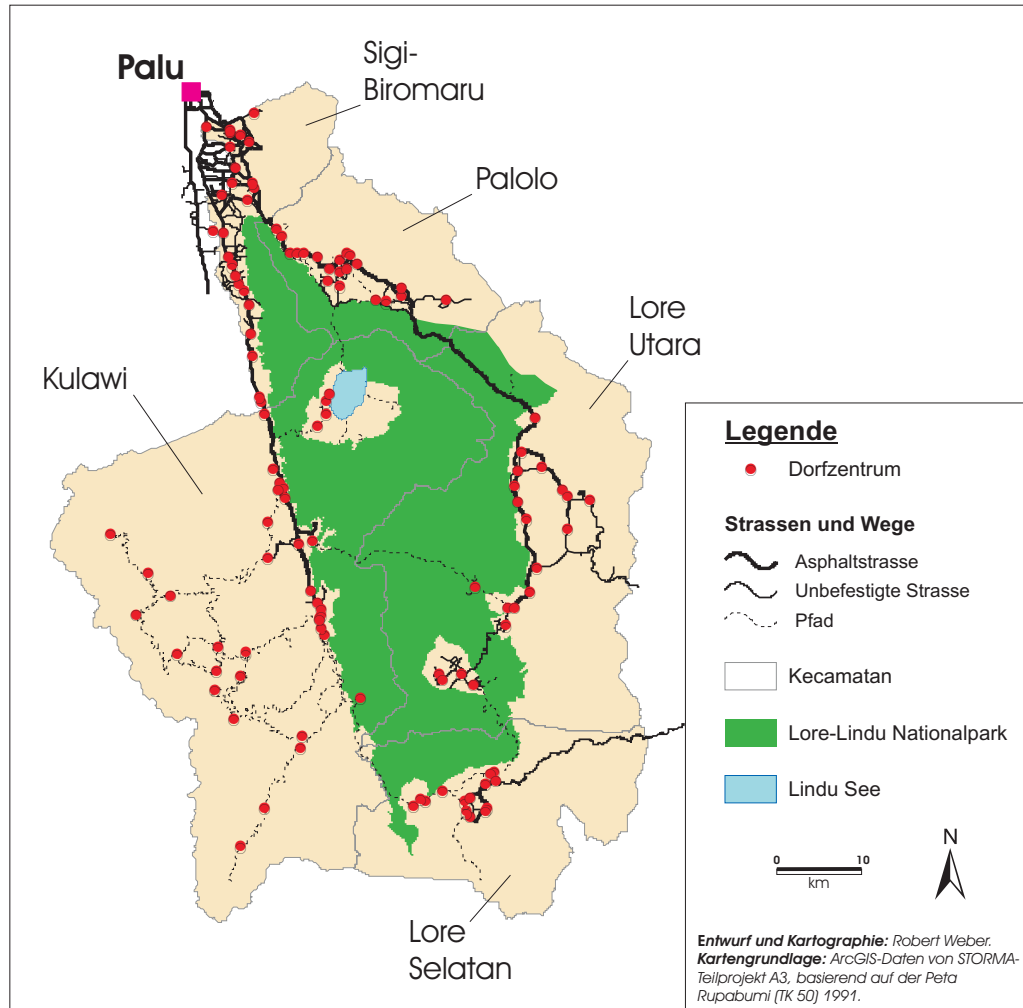 Palu
Sigi-
Biromaru
Palolo
Lore
Utara
Kulawi
Lore
Selatan
Legende
Dorfzentrum
Strassen und Wege
Asphaltstrasse
Unbefestigte Strasse
Pfad
Kecamatan
Lore-Lindu Nationalpark
Lindu See
N
0 10
km
Entwurf und Kartographie: Robert Weber.
Kartengrundlage: ArcGIS-Daten von STORMA-
Teilprojekt A3, basierend auf der Peta
Rupabumi (TK 50) 1991.